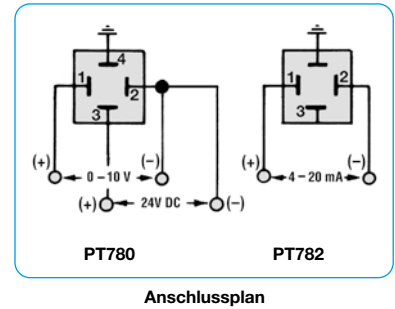 4
1
2
3
(+)
0 – 10 V
(–)
(+)
24V DC
(–)
PT780
1
2
3
(+)
4 – 20 mA
(–)
PT782
Anschlussplan